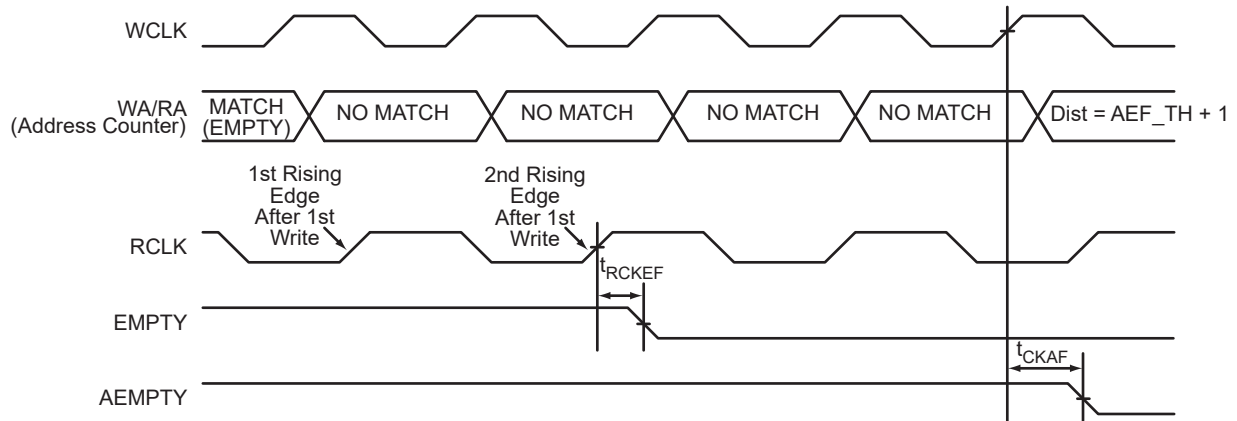 WCLK
WA/RA
(Address Counter)
MATCH
(EMPTY)
NO MATCH
NO MATCH
NO MATCH
NO MATCH
Dist = AEF_TH + 1
1st Rising
Edge
After 1st
Write
2nd Rising
Edge
After 1st
Write
RCLK
tRCKEF
EMPTY
tCKAF
AEMPTY